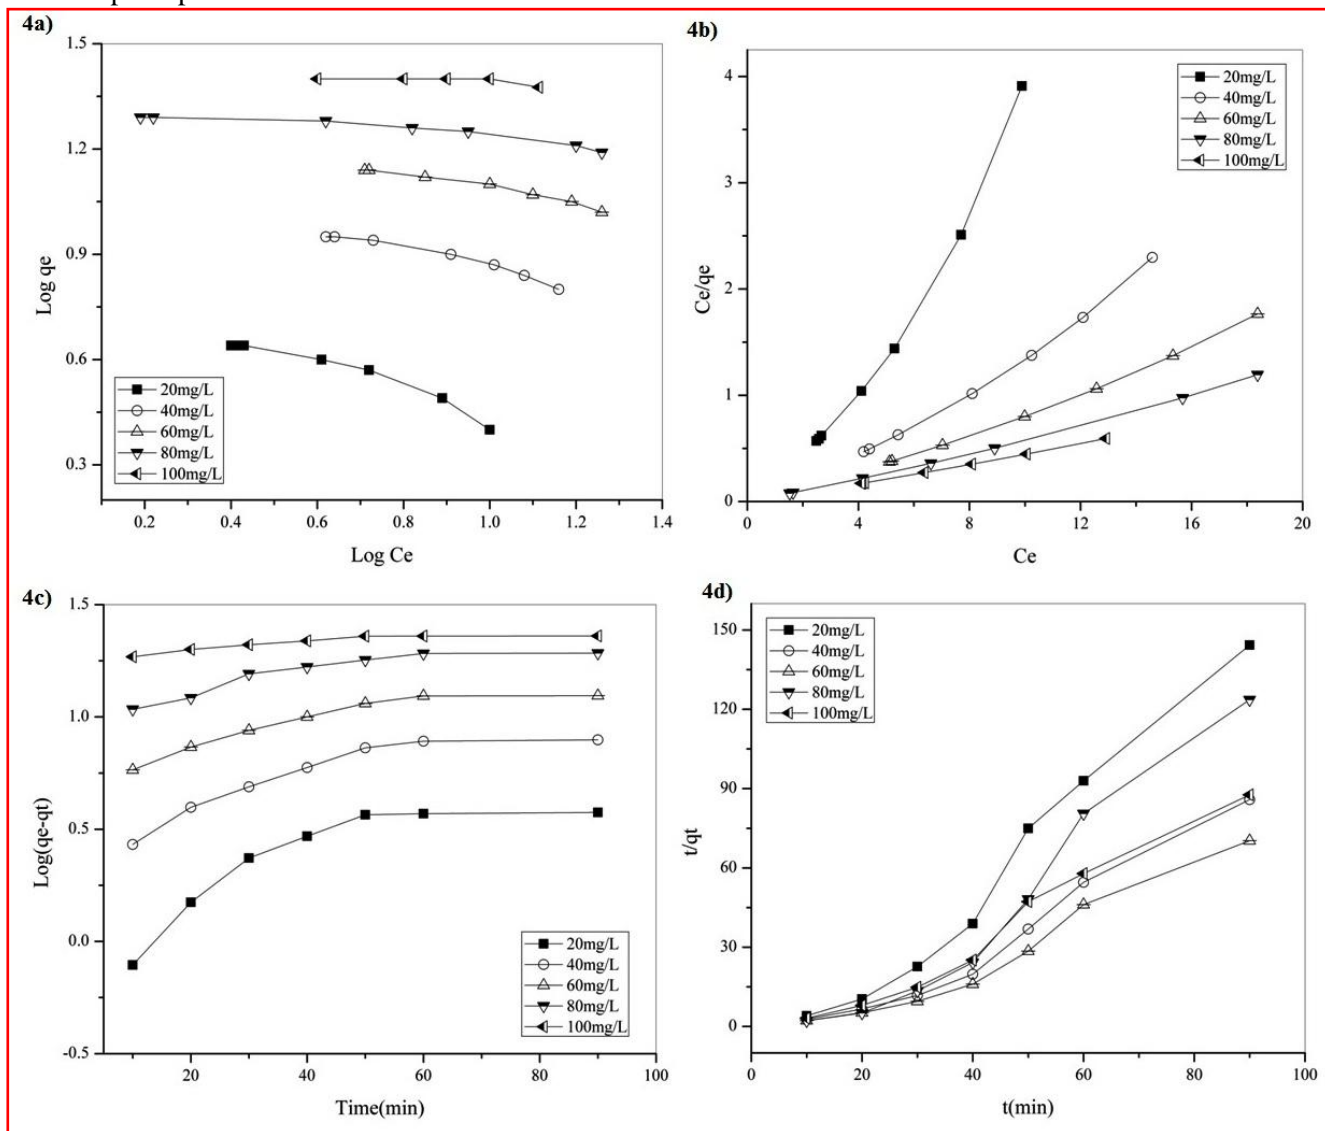 4a)
1.5
1.2
0.9
0.6
0.3
Log qe
20mg/L
40mg/L
60mg/L
80mg/L
100mg/L
0.2
0.4
0.6
0.8
1.0
1.2
1.4
Log Ce
4b)
4
3
2
1
0
Ce/qe
20mg/L
40mg/L
60mg/L
80mg/L
100mg/L
0
4
8
12
16
20
Ce
4c)
1.5
1.0
0.5
0.0
-0.5
Log(qe-qt)
20mg/L
40mg/L
60mg/L
80mg/L
100mg/L
20
40
60
80
100
Time(min)
4d)
150
120
90
60
30
0
t/qt
20mg/L
40mg/L
60mg/L
80mg/L
100mg/L
0
20
40
60
80
100
t(min)